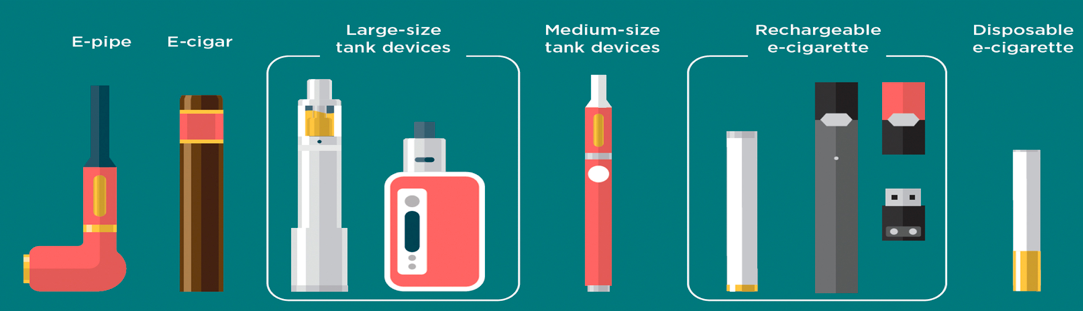 E-pipe
E-cigar
Large-size
tank devices
Medium-size
tank devices
Rechargeable
e-cigarette
Disposable
e-cigarette